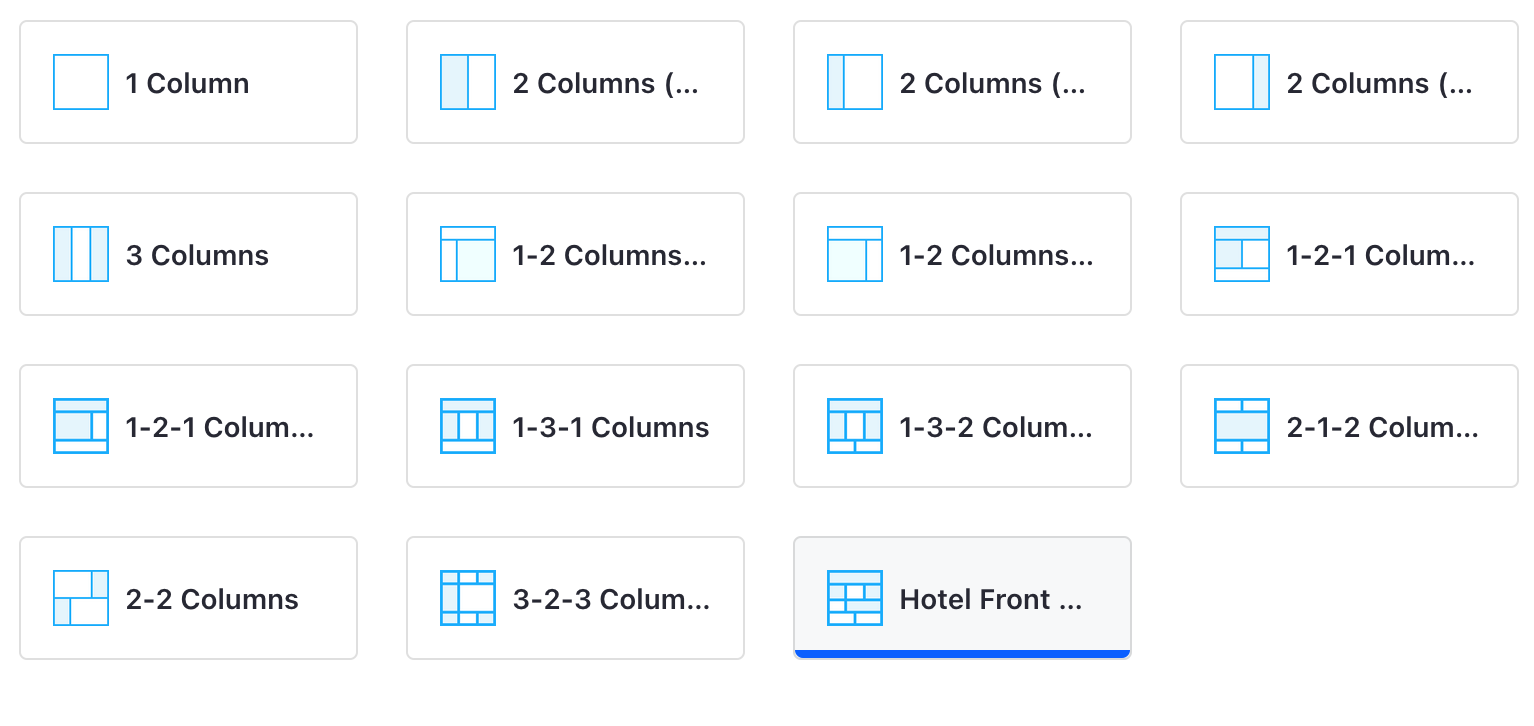 1 Column
2 Columns (...
2 Columns (...
2 Columns (...
3 Columns
1-2 Columns...
1-2 Columns...
1-2-1 Colum...
1-2-1 Colum...
1-3-1 Columns
1-3-2 Colum...
2-1-2 Colum...
2-2 Columns
3-2-3 Colum...
Hotel Front ...